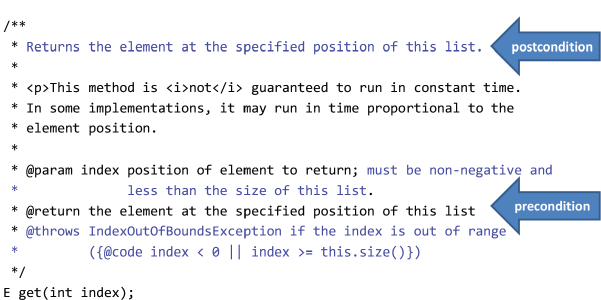 /**
 * Returns the element at the specified position of this list.
postcondition
 *
 * <p>This method is <i>not</i> guaranteed to run in constant time.
 * In some implementations, it may run in time proportional to the
 * element position.
 *
 * @param index position of element to return; must be non-negative and
 *              less than the size of this list.
 * @return the element at the specified position of this list
precondition
 * @throws IndexOutOfBoundsException if the index is out of range
 *         ({@code index < 0 || index >= this.size()})
 */
E get(int index);